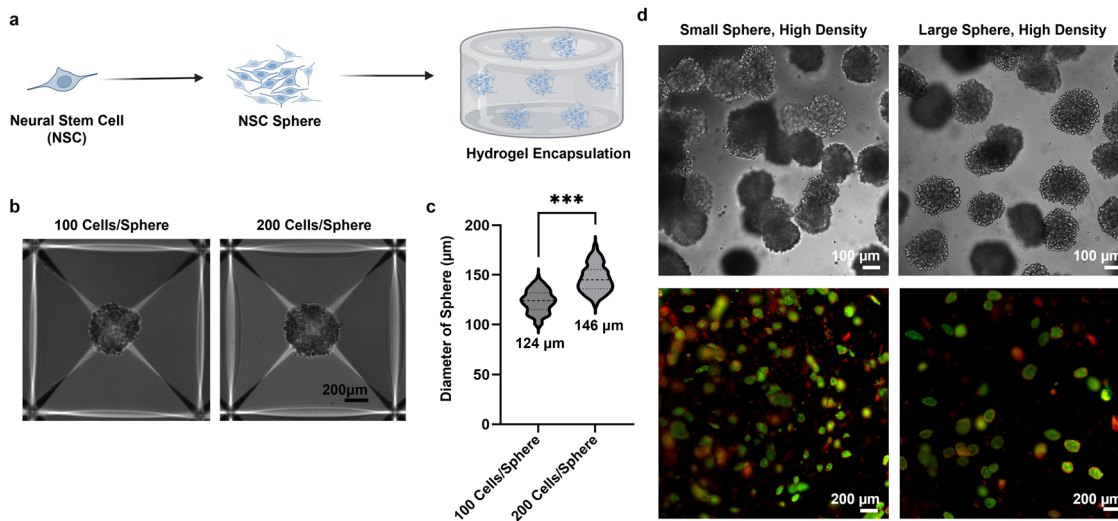 a
Neural Stem Cell
(NSC)
NSC Sphere
Hydrogel Encapsulation
b
100 Cells/Sphere
200 Cells/Sphere
200µm
c
***
Diameter of Sphere (µm)
200
150
100
50
0
124 µm
146 µm
100 Cells/Sphere
200 Cells/Sphere
d
Small Sphere, High Density
Large Sphere, High Density
100 µm
100 µm
200 µm
200 µm